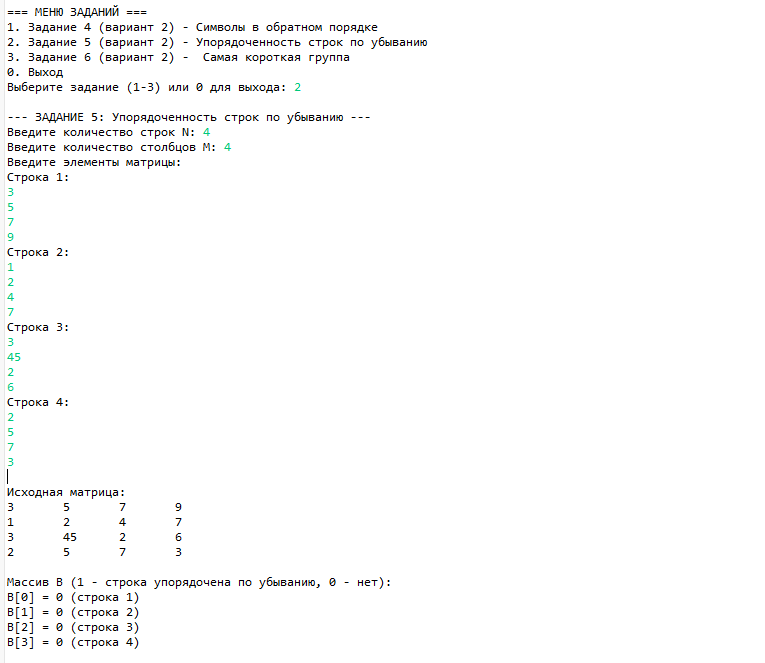 === МЕНЮ ЗАДАНИЙ ===
1. Задание 4 (вариант 2) - Символы в обратном порядке
2. Задание 5 (вариант 2) - Упорядоченность строк по убыванию
3. Задание 6 (вариант 2) -  Самая короткая группа
0. Выход
Выберите задание (1-3) или 0 для выхода: 2

--- ЗАДАНИЕ 5: Упорядоченность строк по убыванию ---
Введите количество строк N: 4
Введите количество столбцов M: 4
Введите элементы матрицы:
Строка 1:
3
5
7
9
Строка 2:
1
2
4
7
Строка 3:
3
45
2
6
Строка 4:
2
5
7
3

Исходная матрица:
3	5	7	9
1	2	4	7
3	45	2	6
2	5	7	3

Массив B (1 - строка упорядочена по убыванию, 0 - нет):
B[0] = 0 (строка 1)
B[1] = 0 (строка 2)
B[2] = 0 (строка 3)
B[3] = 0 (строка 4)